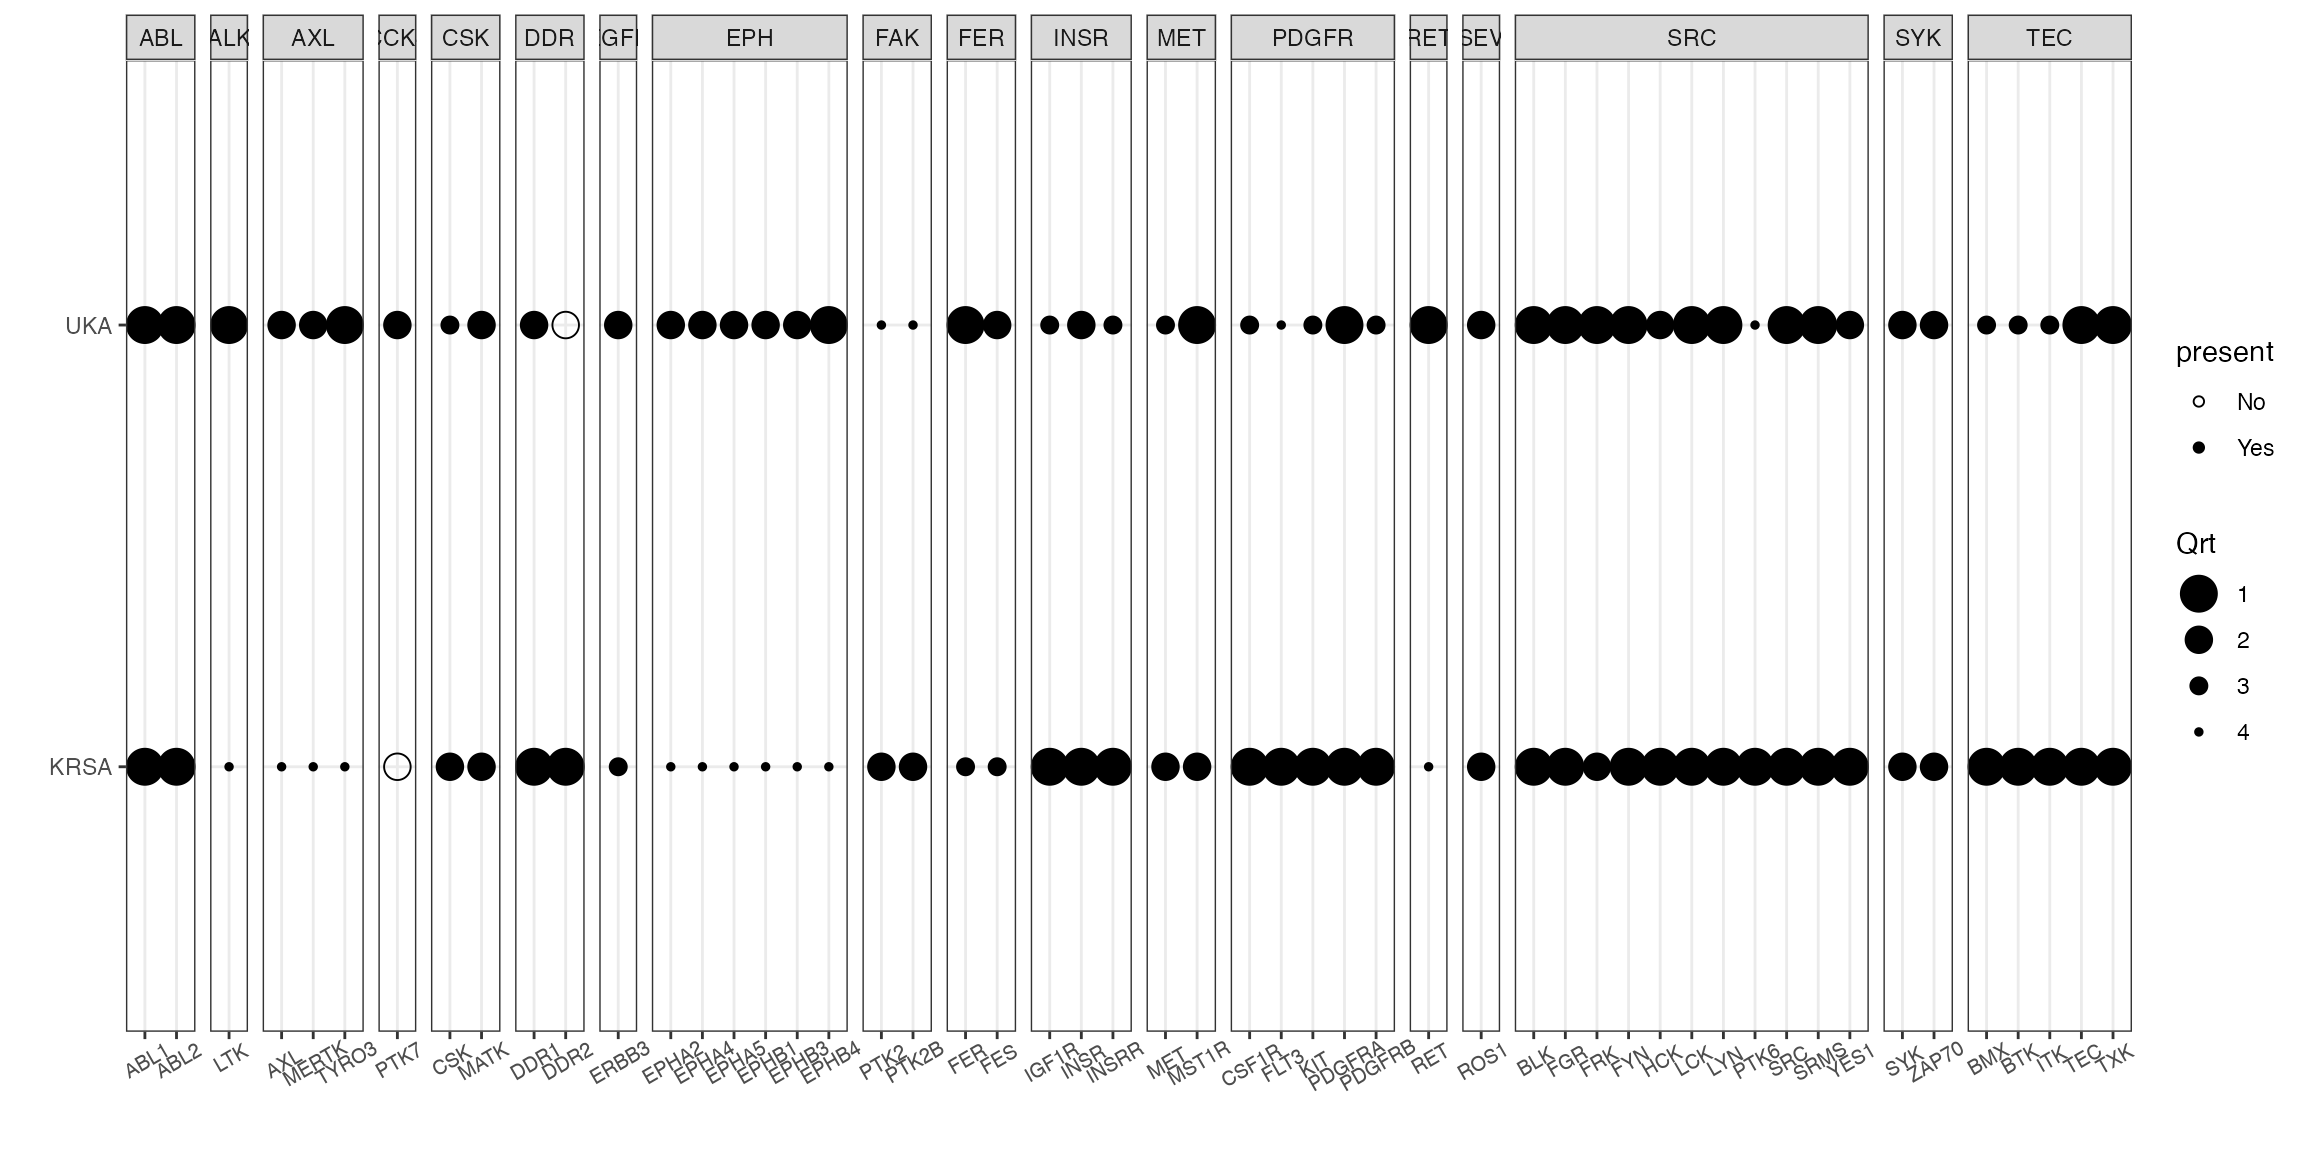 ABL ALK AXL CCK CSK DDR EGF EPH FAK FER INSR MET PDGFR RET SEV SRC SYK TEC
UKA
KRSA
ABL1 ABL2 LTK AXL MERTK TYRO3 PTK7 CSK MATK DDR1 DDR2 ERBB3 EPHA2 EPHA4 EPHA5 EPHB1 EPHB3 EPHB4 PTK2 PTK2B FER FES IGF1R INSR INSRR MET MST1R CSF1R FLT3 KIT PDGFRA PDGFRB RET ROS1 BLK FGR FRK FYN HCK LCK LYN PTK6 SRC SRMS YES1 SYK ZAP70 BMX BTK ITK TEC TXK
present
No
Yes
Qrt
1
2
3
4